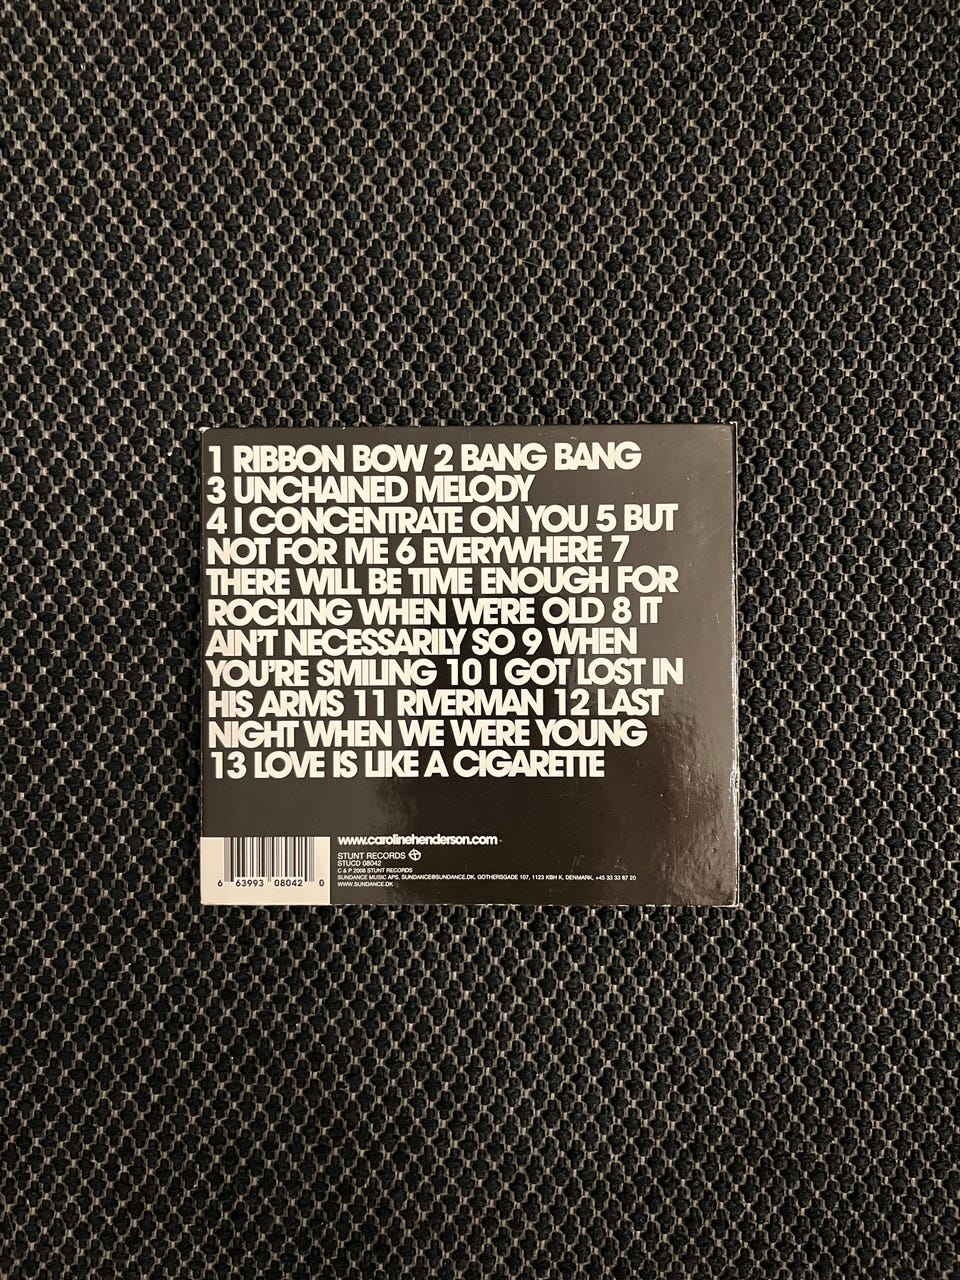 1 RIBBON BOW 2 BANG BANG
3 UNCHAINED MELODY
4 I CONCENTRATE ON YOU 5 BUT
NOT FOR ME 6 EVERYWHERE 7
THERE WILL BE TIME ENOUGH FOR
ROCKING WHEN WE'RE OLD 8 IT
AIN'T NECESSARILY SO 9 WHEN
YOU'RE SMILING 10 I GOT LOST IN
HIS ARMS 11 RIVERMAN 12 LAST
NIGHT WHEN WE WERE YOUNG
13 LOVE IS LIKE A CIGARETTE
www.carolinehenderson.com
STUNT RECORDS
STUCD 08042
C & P 2008 STUNT RECORDS
SUNDANCE MUSIC APS, SUNDANCE@SUNDANCE.DK, GOTHERSGADE 107, 1123 KBH K, DENMARK, +45 33 33 87 20
WWW.SUNDANCE.DK
6 63993 08042 0